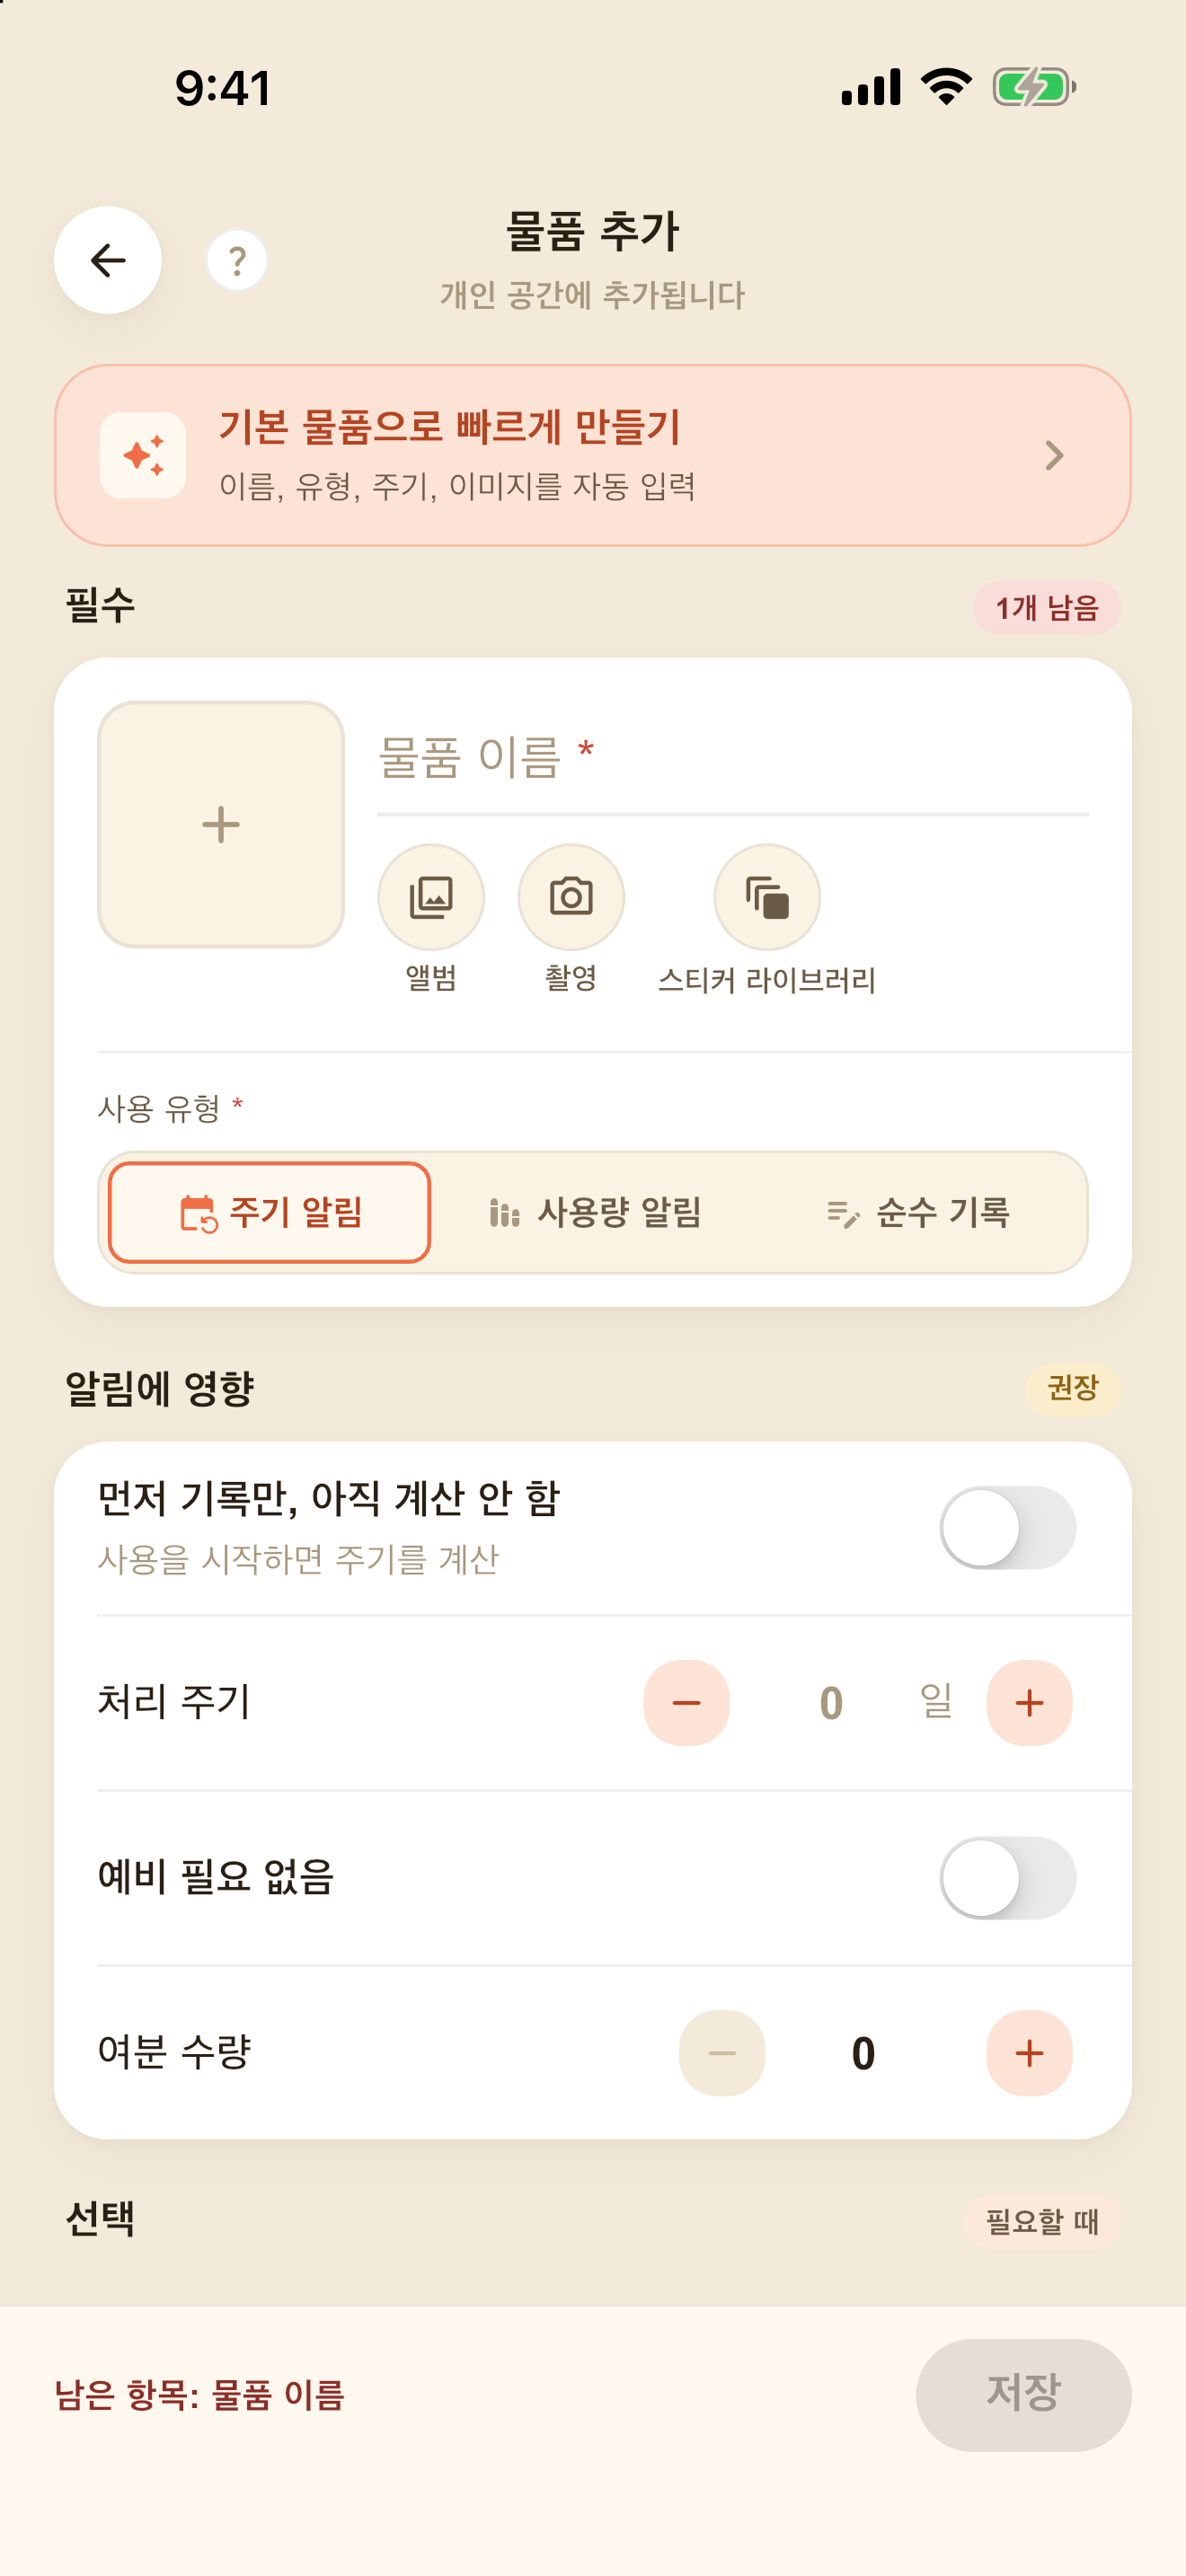 9:41
물품 추가
?
개인 공간에 추가됩니다
기본 물품으로 빠르게 만들기
이름, 유형, 주기, 이미지를 자동 입력
필수
1개 남음
물품 이름 *
앨범
촬영
스티커 라이브러리
사용 유형 *
주기 알림
사용량 알림
순수 기록
알림에 영향
권장
먼저 기록만, 아직 계산 안 함
사용을 시작하면 주기를 계산
처리 주기
0
일
예비 필요 없음
여분 수량
0
선택
필요할 때
남은 항목: 물품 이름
저장